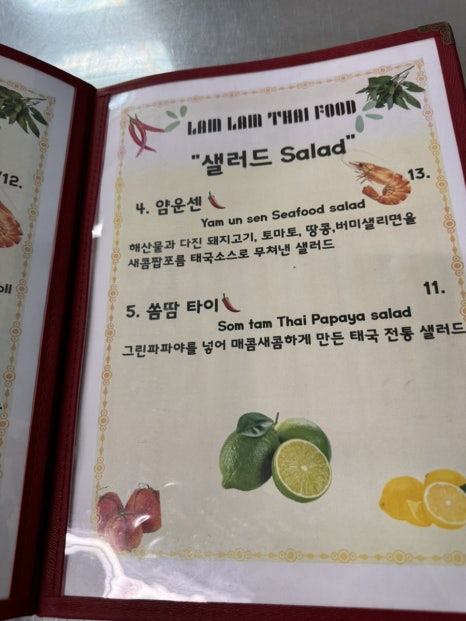 /12.
oll
LAM LAM THAI FOOD
"샐러드 Salad"
4. 얌운센
13.
Yam un sen Seafood salad
해산물과 다진 돼지고기, 토마토, 땅콩,버미샐리면을
새콤짭포름 태국소스로 무쳐낸 샐러드
5. 쏨땀 타이
11.
Som tam Thai Papaya salad
그린파파야를 넣어 매콤새콤하게 만든 태국 전통 샐러드